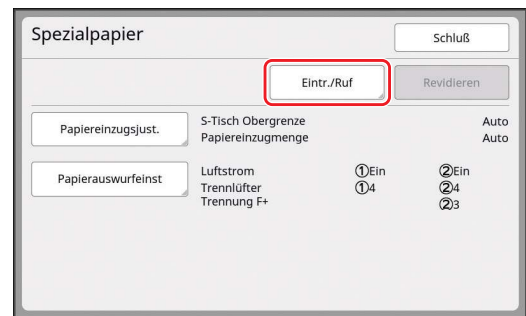 Spezialpapier
Schluß
Eintr./Ruf
Revidieren
Papiereinzugsjust.
S-Tisch Obergrenze Auto
Papiereinzugmenge Auto
Papierauswurfeinst
Luftstrom ①Ein ②Ein
Trennlüfter ①4 ②4
Trennung F+ ②3